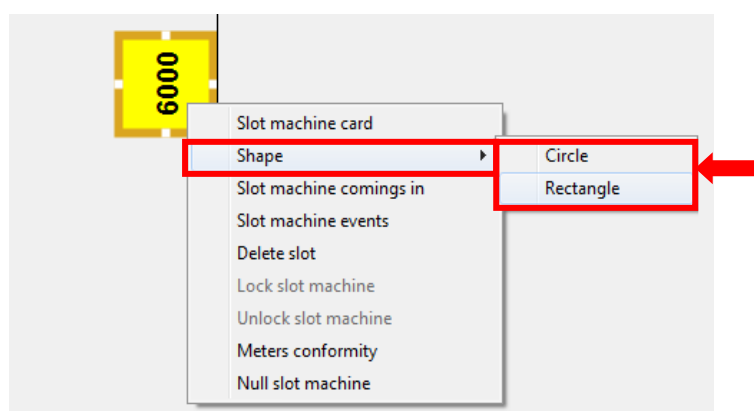 6000
Slot machine card
Shape
Circle
Slot machine comings in
Rectangle
Slot machine events
Delete slot
Lock slot machine
Unlock slot machine
Meters conformity
Null slot machine